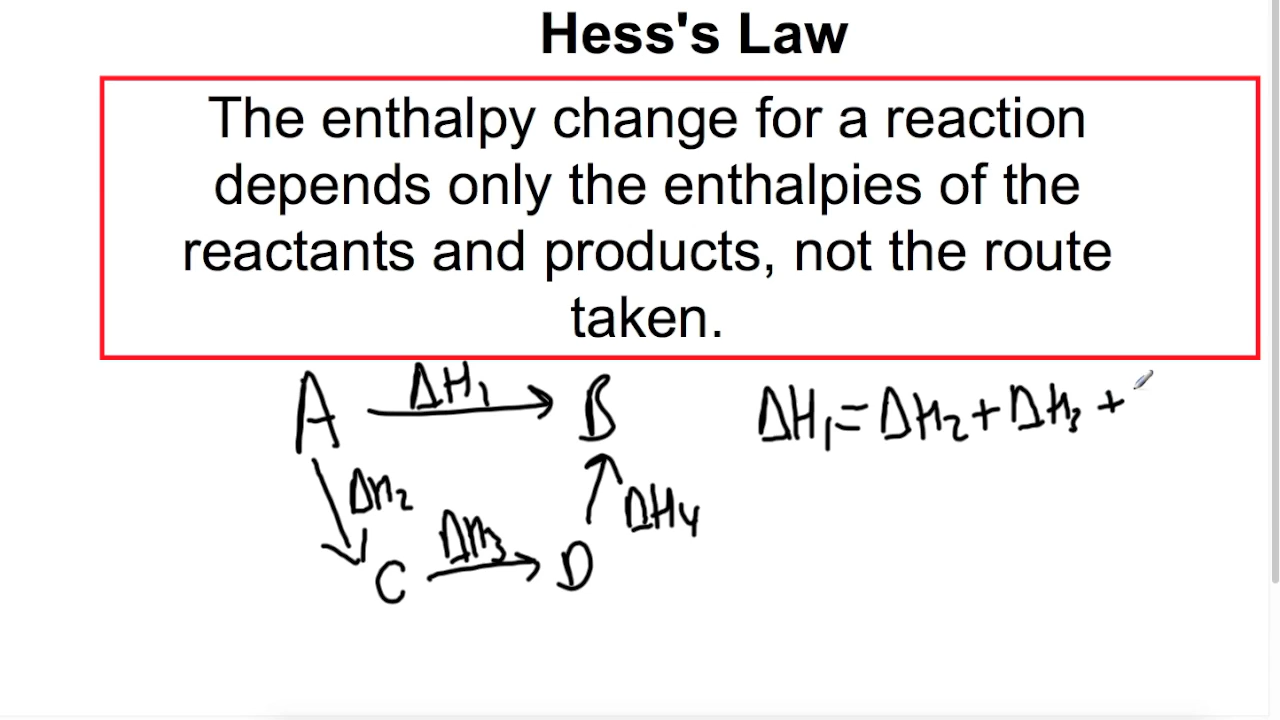 Hess's Law
The enthalpy change for a reaction
depends only the enthalpies of the
reactants and products, not the route
taken.
A ΔH₁ B
ΔH₁ = ΔH₂ + ΔH₃ +
ΔH₂
ΔH₄
C ΔH₃ D